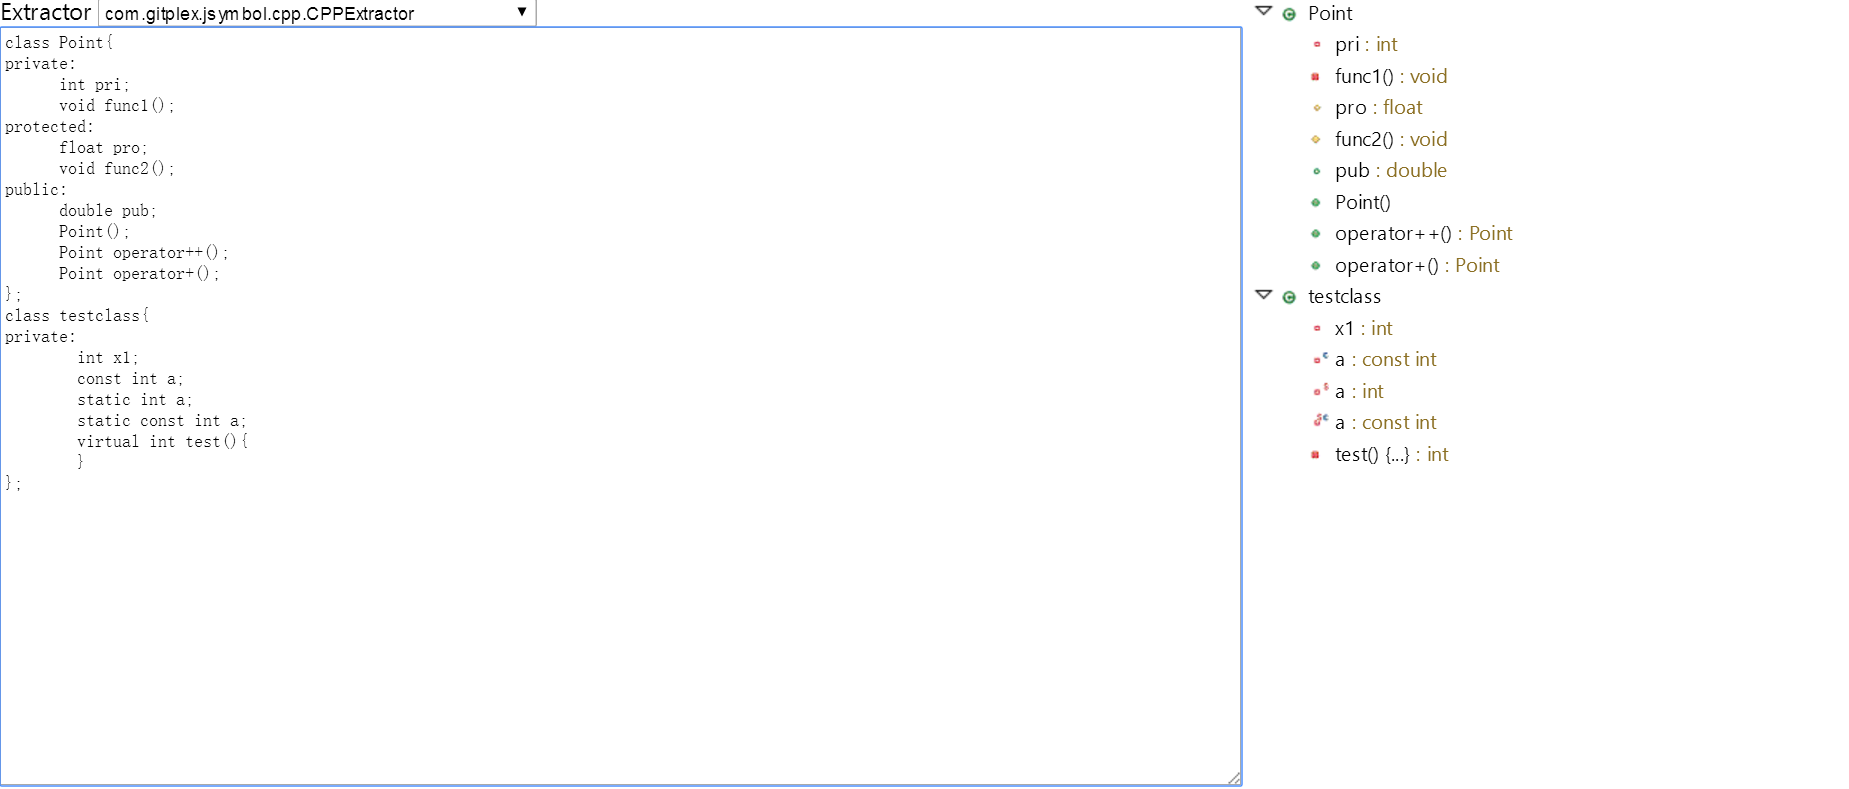 Extractor com.gitplex.jsymbol.cpp.CPPExtractor
class Point{
private:
int pri;
void func1();
protected:
float pro;
void func2();
public:
double pub;
Point();
Point operator++();
Point operator+();
};
class testclass{
private:
int x1;
const int a;
static int a;
static const int a;
virtual int test(){
}
};
Point
pri : int
func1() : void
pro : float
func2() : void
pub : double
Point()
operator++() : Point
operator+() : Point
testclass
x1 : int
a : const int
a : int
a : const int
test() {...} : int